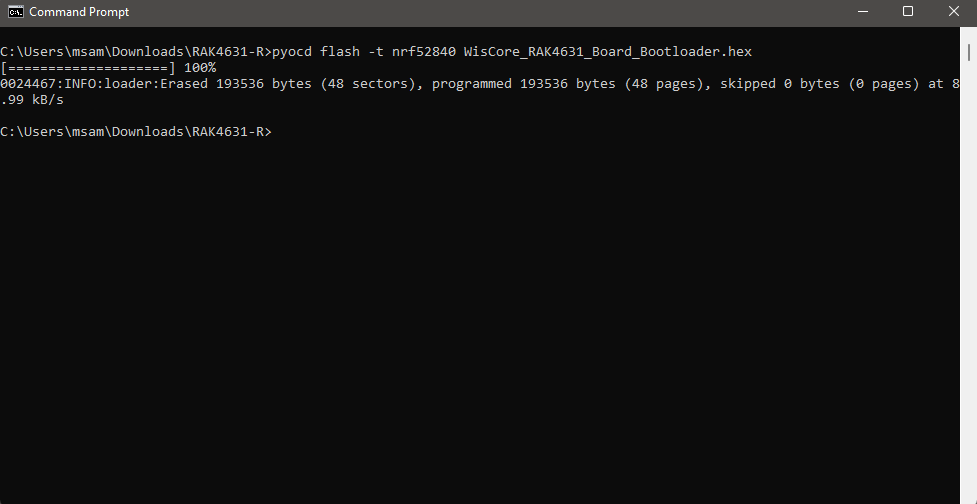 Command Prompt
C:\Users\msam\Downloads\RAK4631-R>pyocd flash -t nrf52840 WisCore_RAK4631_Board_Bootloader.hex
[====================] 100%
0024467:INFO:loader:Erased 193536 bytes (48 sectors), programmed 193536 bytes (48 pages), skipped 0 bytes (0 pages) at 8
.99 kB/s
C:\Users\msam\Downloads\RAK4631-R>